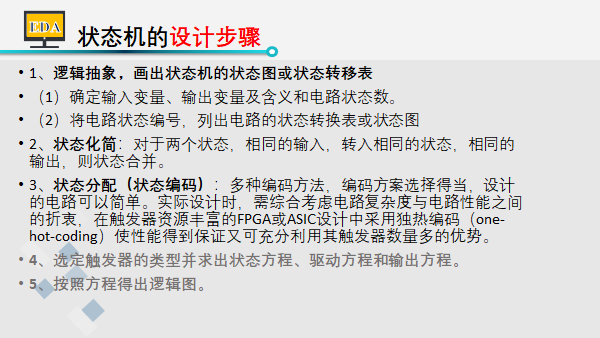 EDA
状态机的设计步骤
• 1、逻辑抽象，画出状态机的状态图或状态转移表
• （1）确定输入变量、输出变量及含义和电路状态数。
• （2）将电路状态编号，列出电路的状态转换表或状态图
• 2、状态化简：对于两个状态，相同的输入，转入相同的状态，相同的
输出，则状态合并。
• 3、状态分配（状态编码）：多种编码方法，编码方案选择得当，设计
的电路可以简单。实际设计时，需综合考虑电路复杂度与电路性能之间
的折衷，在触发器资源丰富的FPGA或ASIC设计中采用独热编码（one-
hot-coding）使性能得到保证又可充分利用其触发器数量多的优势。
• 4、选定触发器的类型并求出状态方程、驱动方程和输出方程。
• 5、按照方程得出逻辑图。